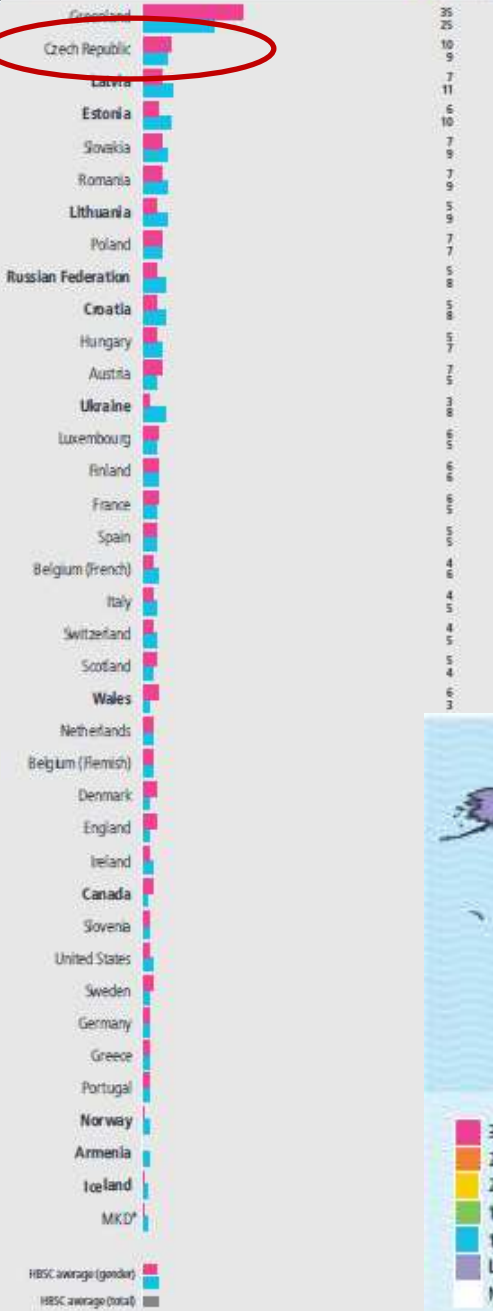 Greenland 35
25
Czech Republic 10
9
Latvia 7
11
Estonia 6
10
Slovakia 7
9
Romania 7
9
Lithuania 5
9
Poland 7
7
Russian Federation 5
8
Croatia 5
8
Hungary 5
7
Austria 7
5
Ukraine 3
8
Luxembourg 6
5
Finland 6
6
France 6
5
Spain 5
5
Belgium (French) 4
6
Italy 4
5
Switzerland 4
5
Scotland 5
4
Wales 6
3
Netherlands
Belgium (Flemish)
Denmark
England
Ireland
Canada
Slovenia
United States
Sweden
Germany
Greece
Portugal
Norway
Armenia
Iceland
MKD*
HBSC average (gender)
HBSC average (total)